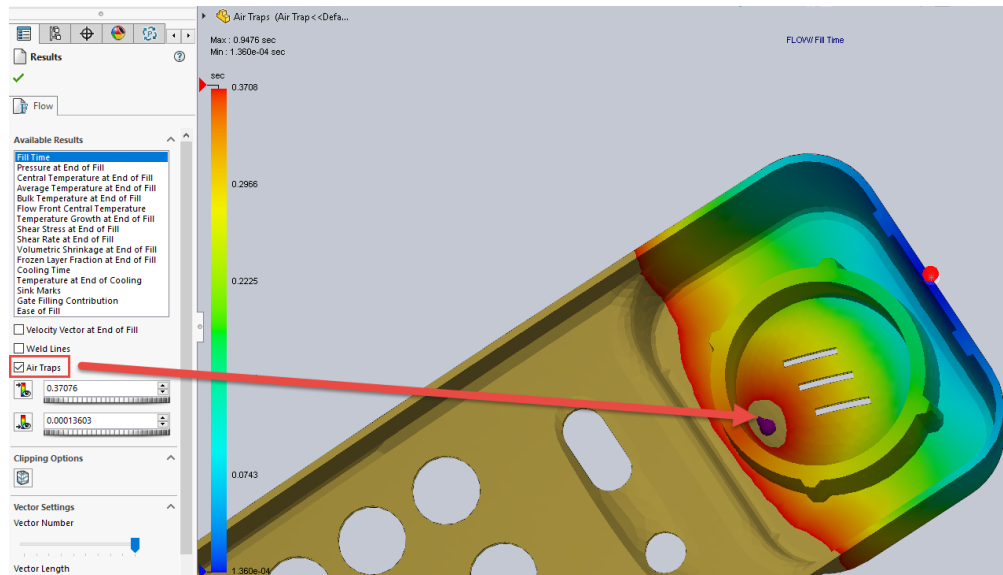 Air Traps (Air Trap<<Defa...
Results
Flow
Available Results
Fill Time
Pressure at End of Fill
Central Temperature at End of Fill
Average Temperature at End of Fill
Bulk Temperature at End of Fill
Flow Front Central Temperature
Temperature Growth at End of Fill
Shear Stress at End of Fill
Shear Rate at End of Fill
Volumetric Shrinkage at End of Fill
Frozen Layer Fraction at End of Fill
Cooling Time
Temperature at End of Cooling
Sink Marks
Gate Filling Contribution
Ease of Fill
Velocity Vector at End of Fill
Weld Lines
Air Traps
0.37076
0.00013603
Clipping Options
Vector Settings
Vector Number
Vector Length
Max : 0.9476 sec
Min : 1.360e-04 sec
sec
0.3708
0.2966
0.2225
0.0743
1.360e-04
FLOW/ Fill Time